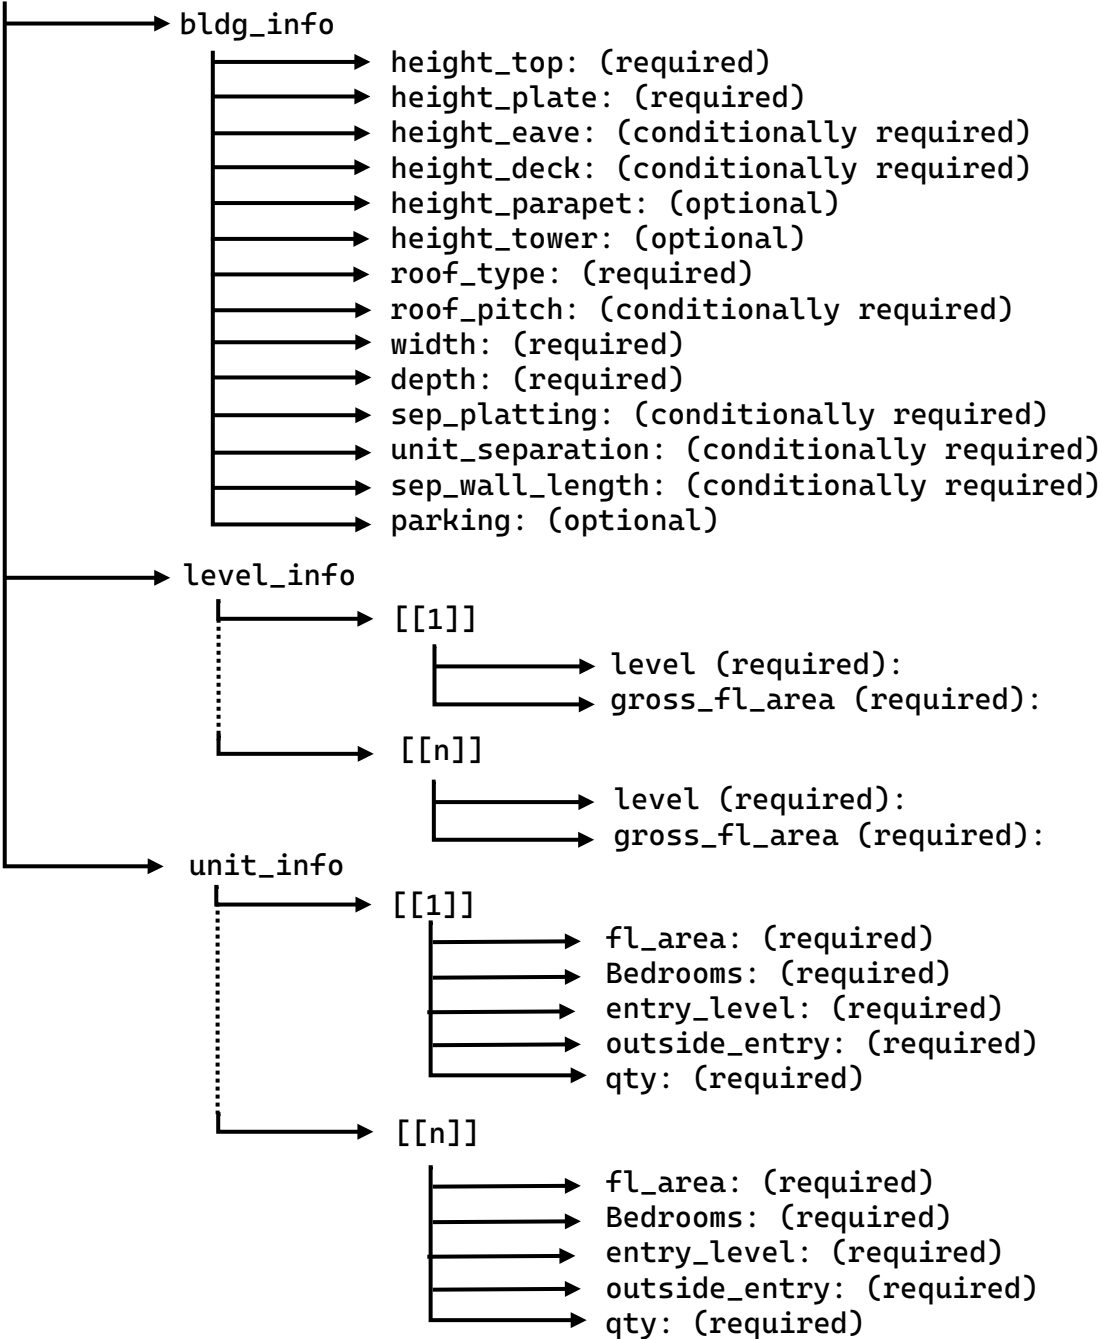 bldg_info
height_top: (required)
height_plate: (required)
height_eave: (conditionally required)
height_deck: (conditionally required)
height_parapet: (optional)
height_tower: (optional)
roof_type: (required)
roof_pitch: (conditionally required)
width: (required)
depth: (required)
sep_platting: (conditionally required)
unit_separation: (conditionally required)
sep_wall_length: (conditionally required)
parking: (optional)
level_info
[[1]]
level (required):
gross_fl_area (required):
[[n]]
level (required):
gross_fl_area (required):
unit_info
[[1]]
fl_area: (required)
Bedrooms: (required)
entry_level: (required)
outside_entry: (required)
qty: (required)
[[n]]
fl_area: (required)
Bedrooms: (required)
entry_level: (required)
outside_entry: (required)
qty: (required)